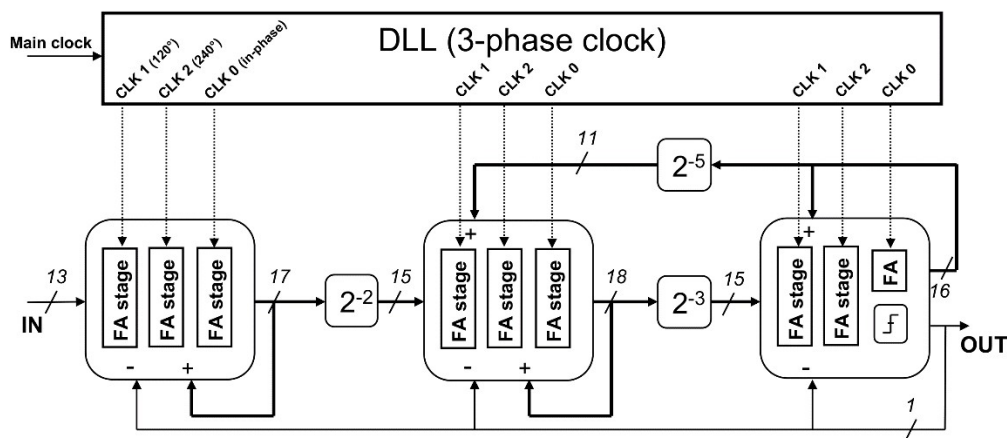 DLL (3-phase clock)
Main clock
CLK 1 (120°)
CLK 2 (240°)
CLK 0 (in-phase)
CLK 1
CLK 2
CLK 0
CLK 1
CLK 2
CLK 0
11
2-5
+
+
13
IN
FA stage
FA stage
FA stage
17
2-2
15
FA stage
FA stage
FA stage
18
2-3
15
FA stage
FA stage
FA
16
OUT
-
+
-
+
-
1